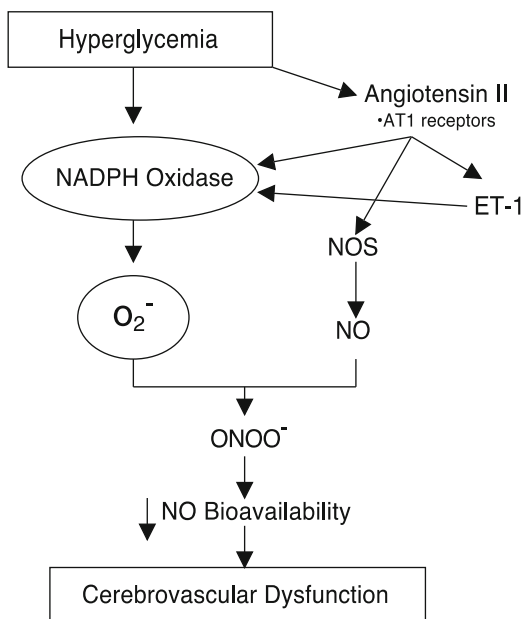 Hyperglycemia
Angiotensin II
•AT1 receptors
NADPH Oxidase
ET-1
NOS
O₂⁻
NO
ONOO⁻
NO Bioavailability
Cerebrovascular Dysfunction